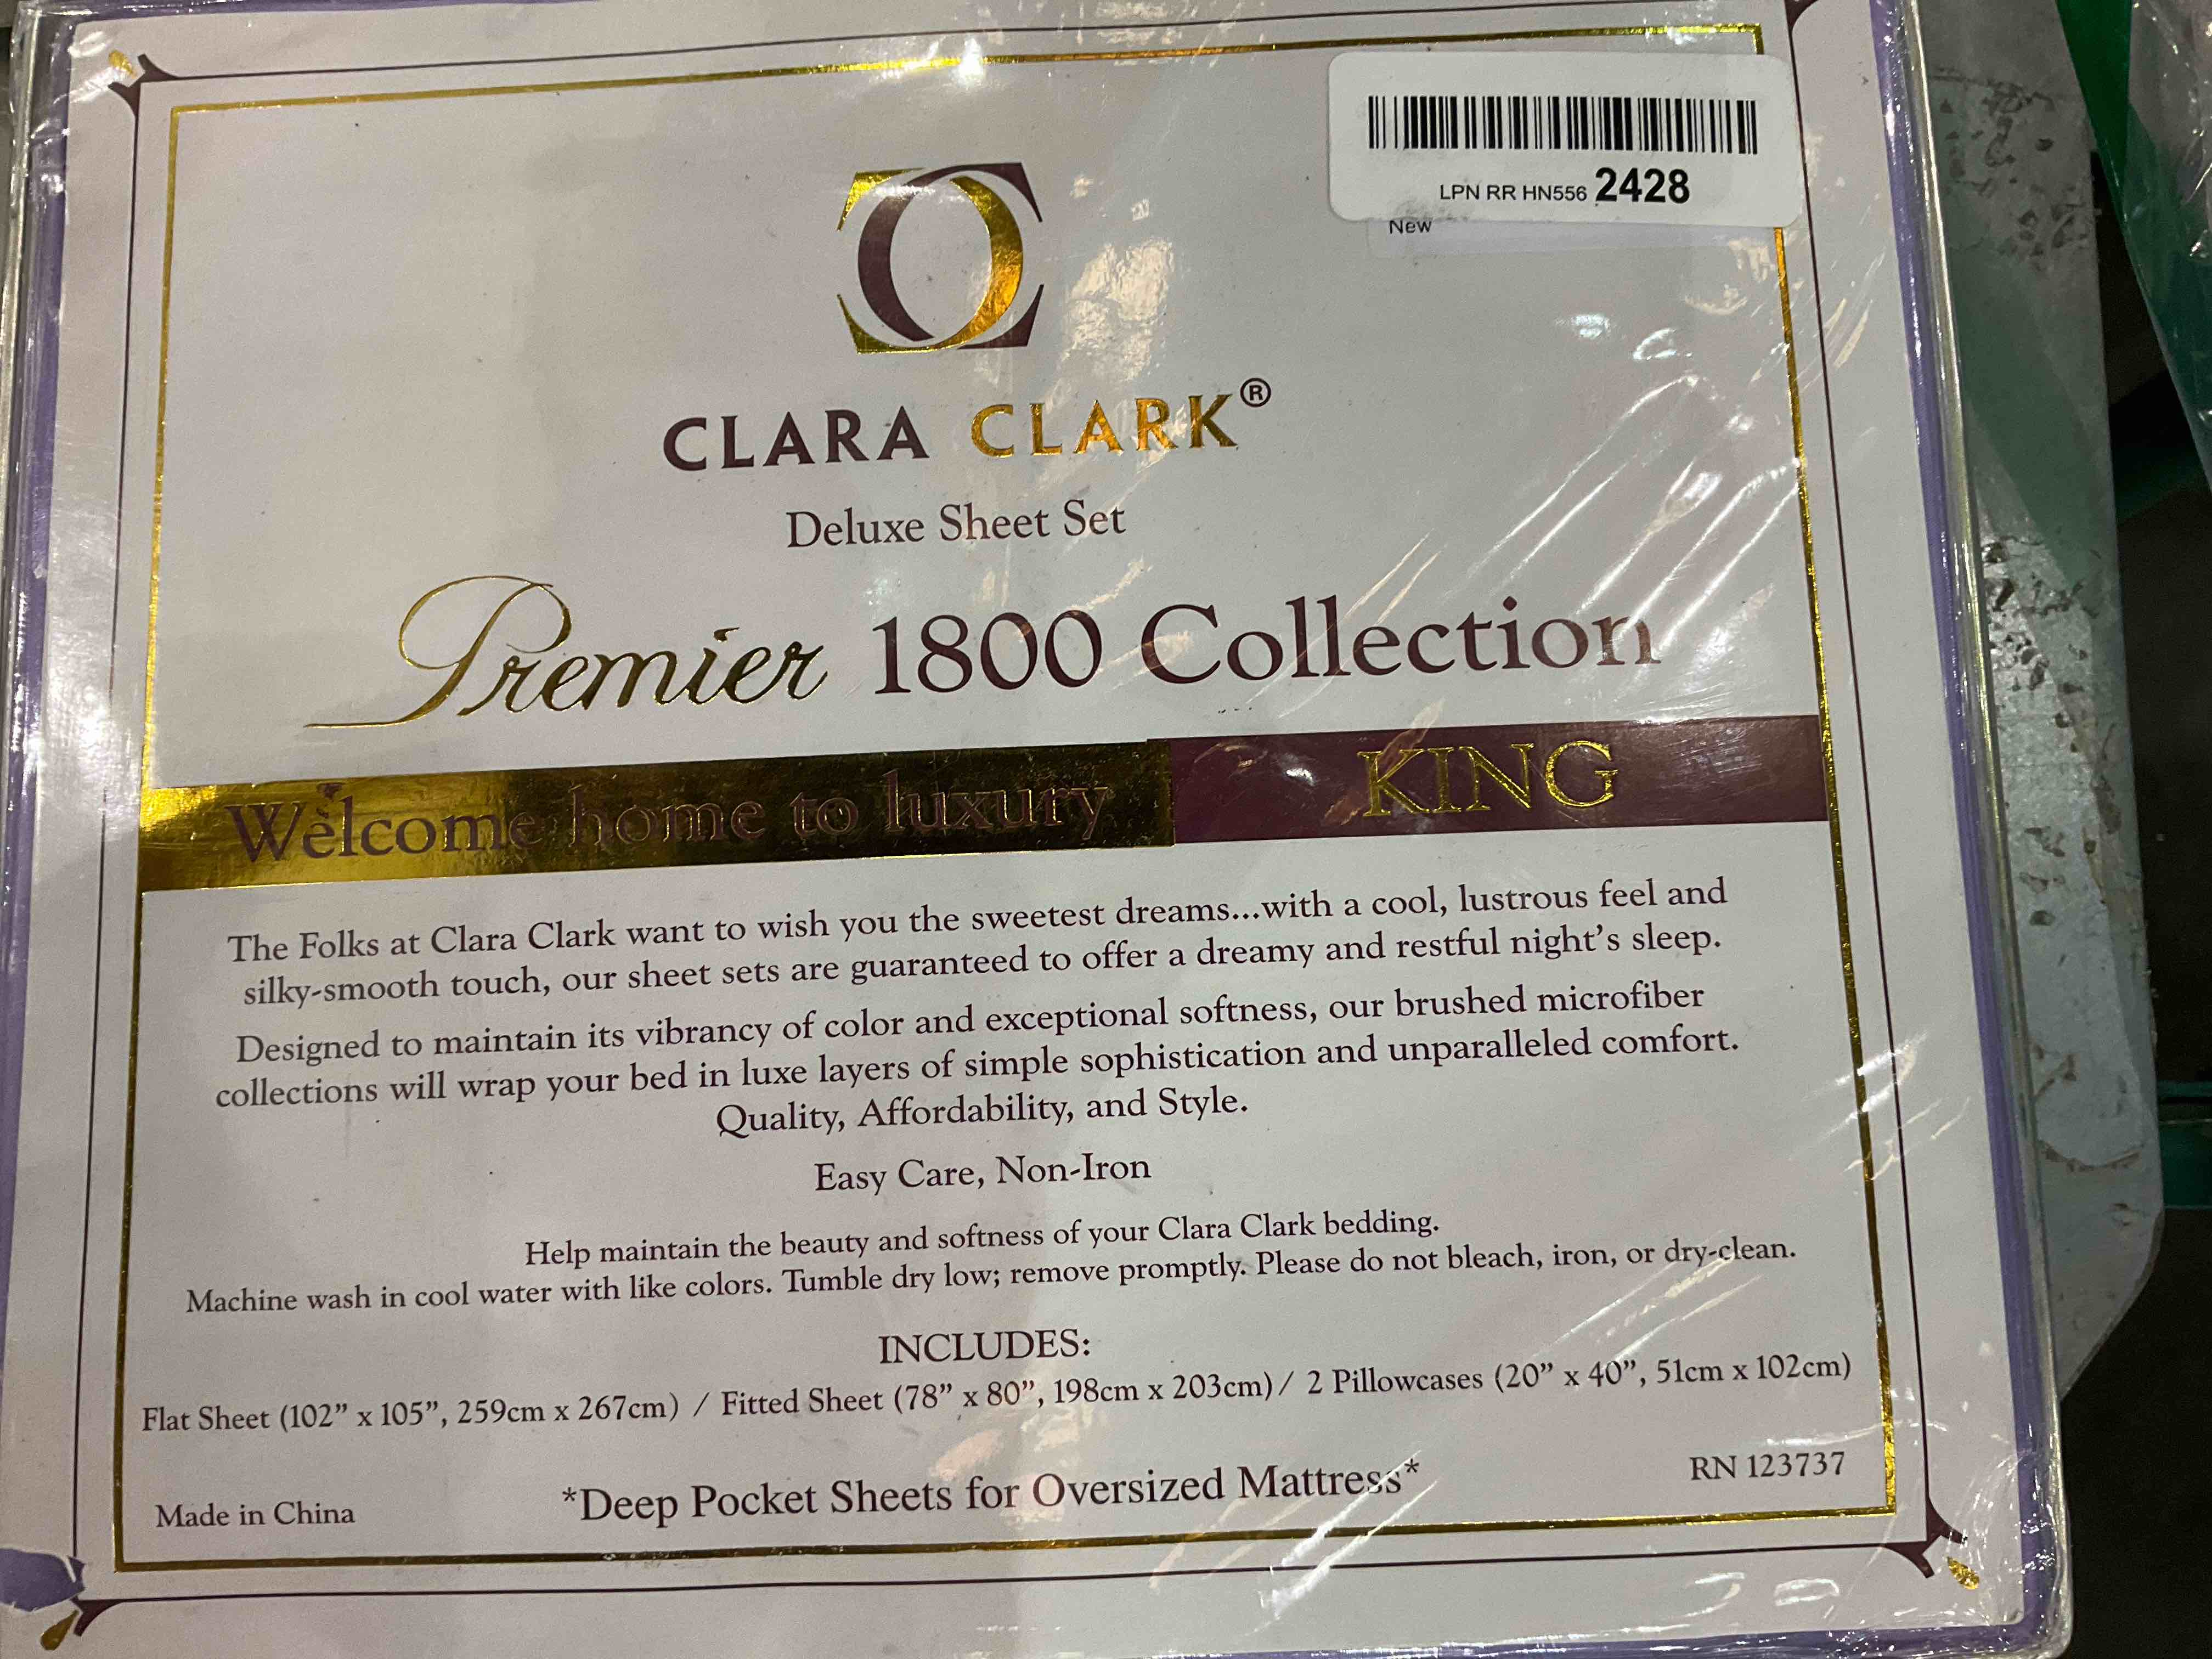 LPN RR HN556 2428
New
CLARA CLARK®
Deluxe Sheet Set
Premier 1800 Collection
Welcome home to luxury
KING
The Folks at Clara Clark want to wish you the sweetest dreams...with a cool, lustrous feel and
silky-smooth touch, our sheet sets are guaranteed to offer a dreamy and restful night's sleep.
Designed to maintain its vibrancy of color and exceptional softness, our brushed microfiber
collections will wrap your bed in luxe layers of simple sophistication and unparalleled comfort.
Quality, Affordability, and Style.
Easy Care, Non-Iron
Help maintain the beauty and softness of your Clara Clark bedding.
Machine wash in cool water with like colors. Tumble dry low; remove promptly. Please do not bleach, iron, or dry-clean.
INCLUDES:
Flat Sheet (102” x 105”, 259cm x 267cm) / Fitted Sheet (78” x 80”, 198cm x 203cm) / 2 Pillowcases (20” x 40”, 51cm x 102cm)
Made in China
*Deep Pocket Sheets for Oversized Mattress*
RN 123737